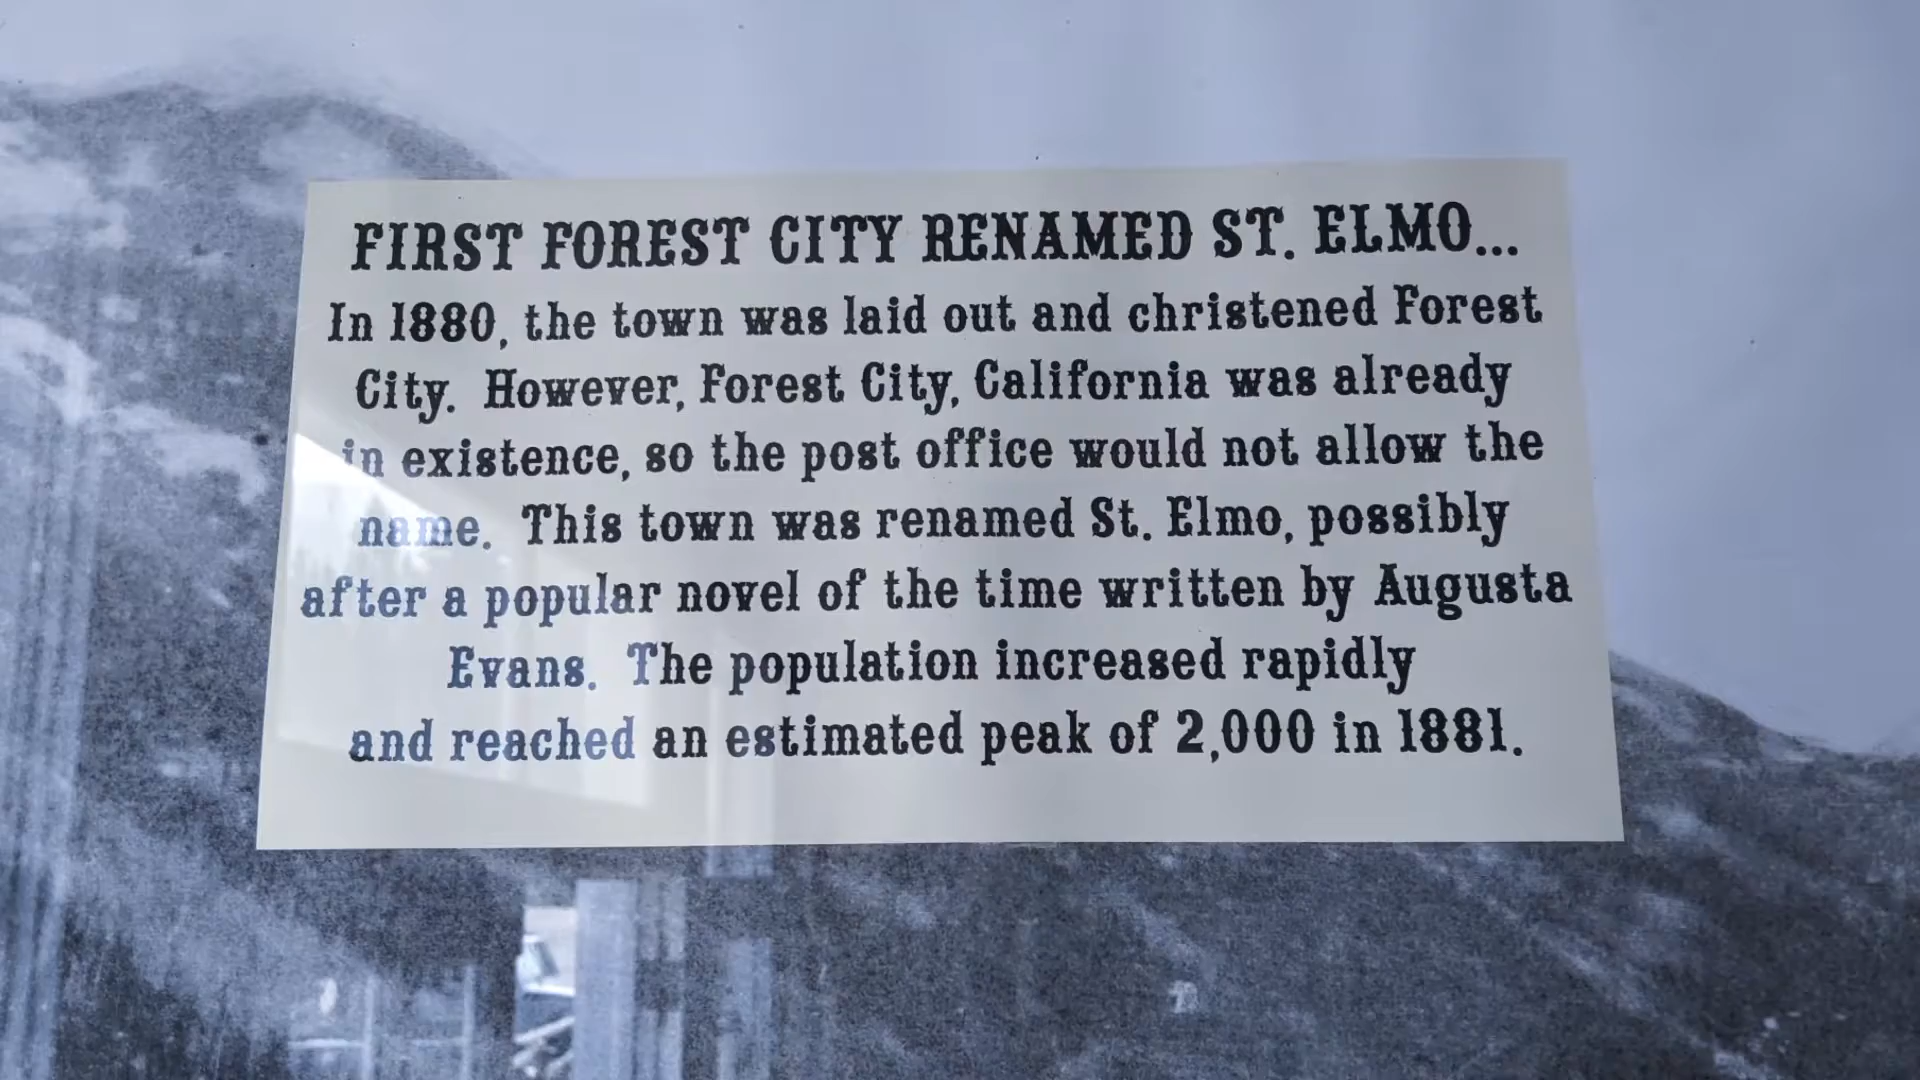 FIRST FOREST CITY RENAMED ST. ELMO...
In 1880, the town was laid out and christened Forest
City. However, Forest City, California was already
in existence, so the post office would not allow the
name. This town was renamed St. Elmo, possibly
after a popular novel of the time written by Augusta
Evans. The population increased rapidly
and reached an estimated peak of 2,000 in 1881.